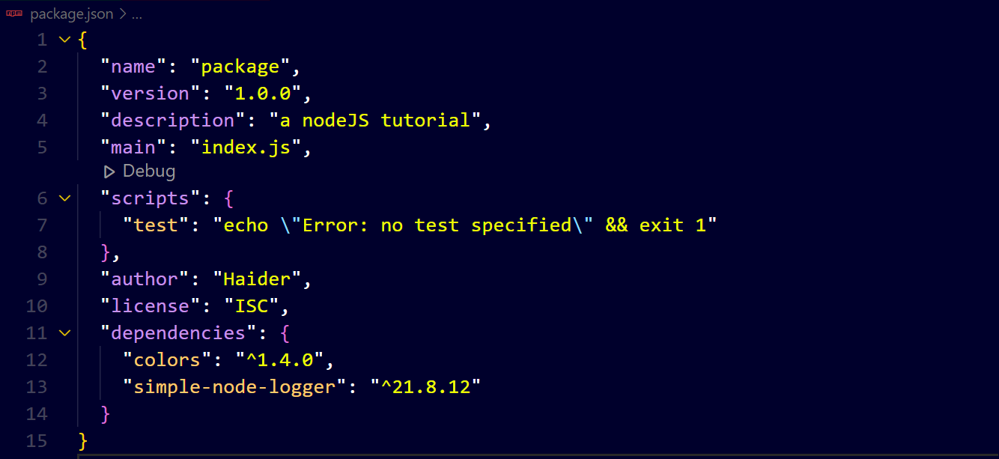 npm package.json > ...
1 {
2 "name": "package",
3 "version": "1.0.0",
4 "description": "a nodeJS tutorial",
5 "main": "index.js",
Debug
6 "scripts": {
7 "test": "echo \"Error: no test specified\" && exit 1"
8 },
9 "author": "Haider",
10 "license": "ISC",
11 "dependencies": {
12 "colors": "^1.4.0",
13 "simple-node-logger": "^21.8.12"
14 }
15 }